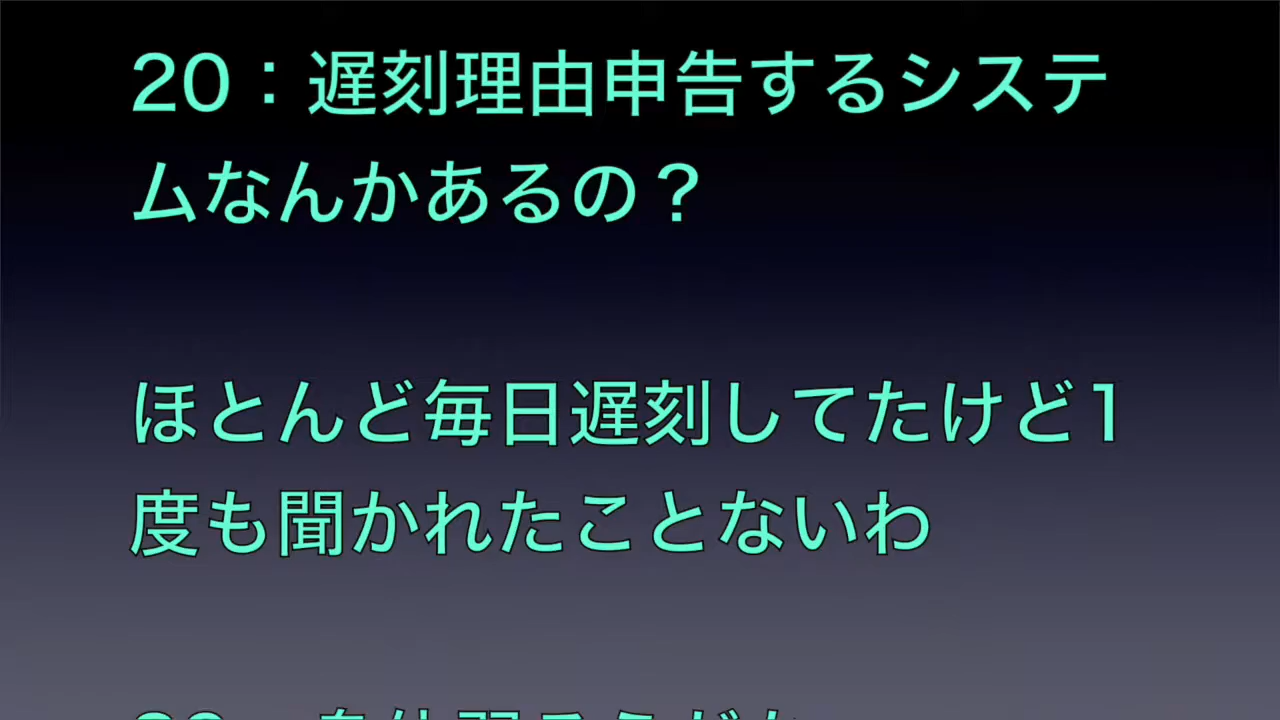 20：遅刻理由申告するシステ
ムなんかあるの？
ほとんど毎日遅刻してたけど1
度も聞かれたことないわ